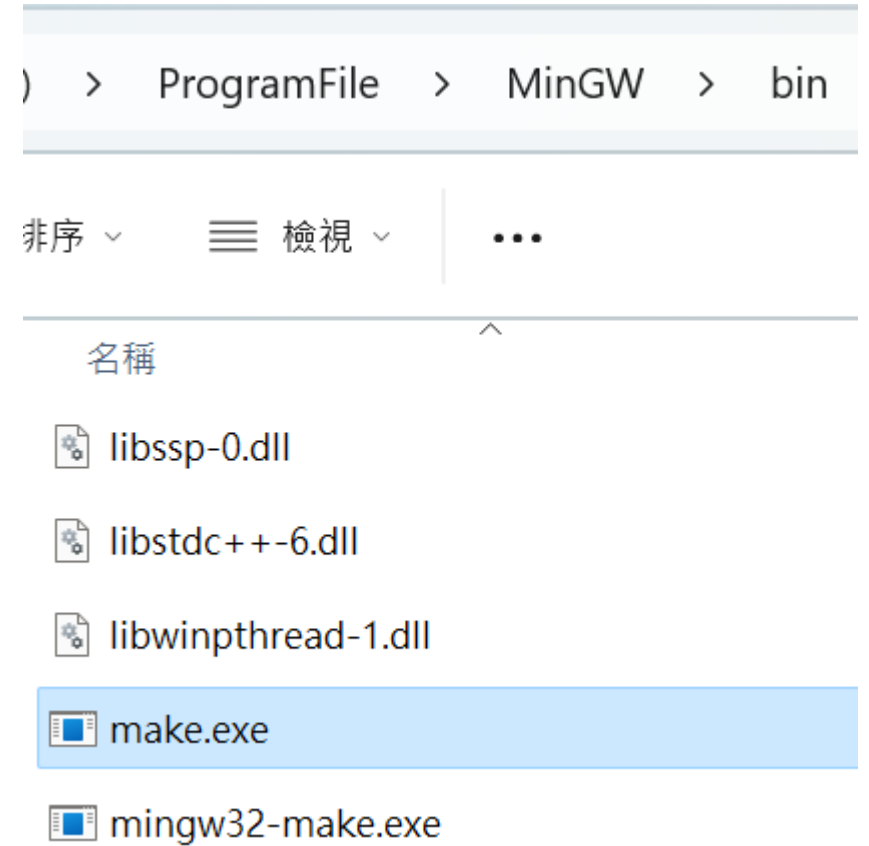 ) > ProgramFile > MinGW > bin
排序 檢視 •••
名稱
libssp-0.dll
libstdc++-6.dll
libwinpthread-1.dll
make.exe
mingw32-make.exe